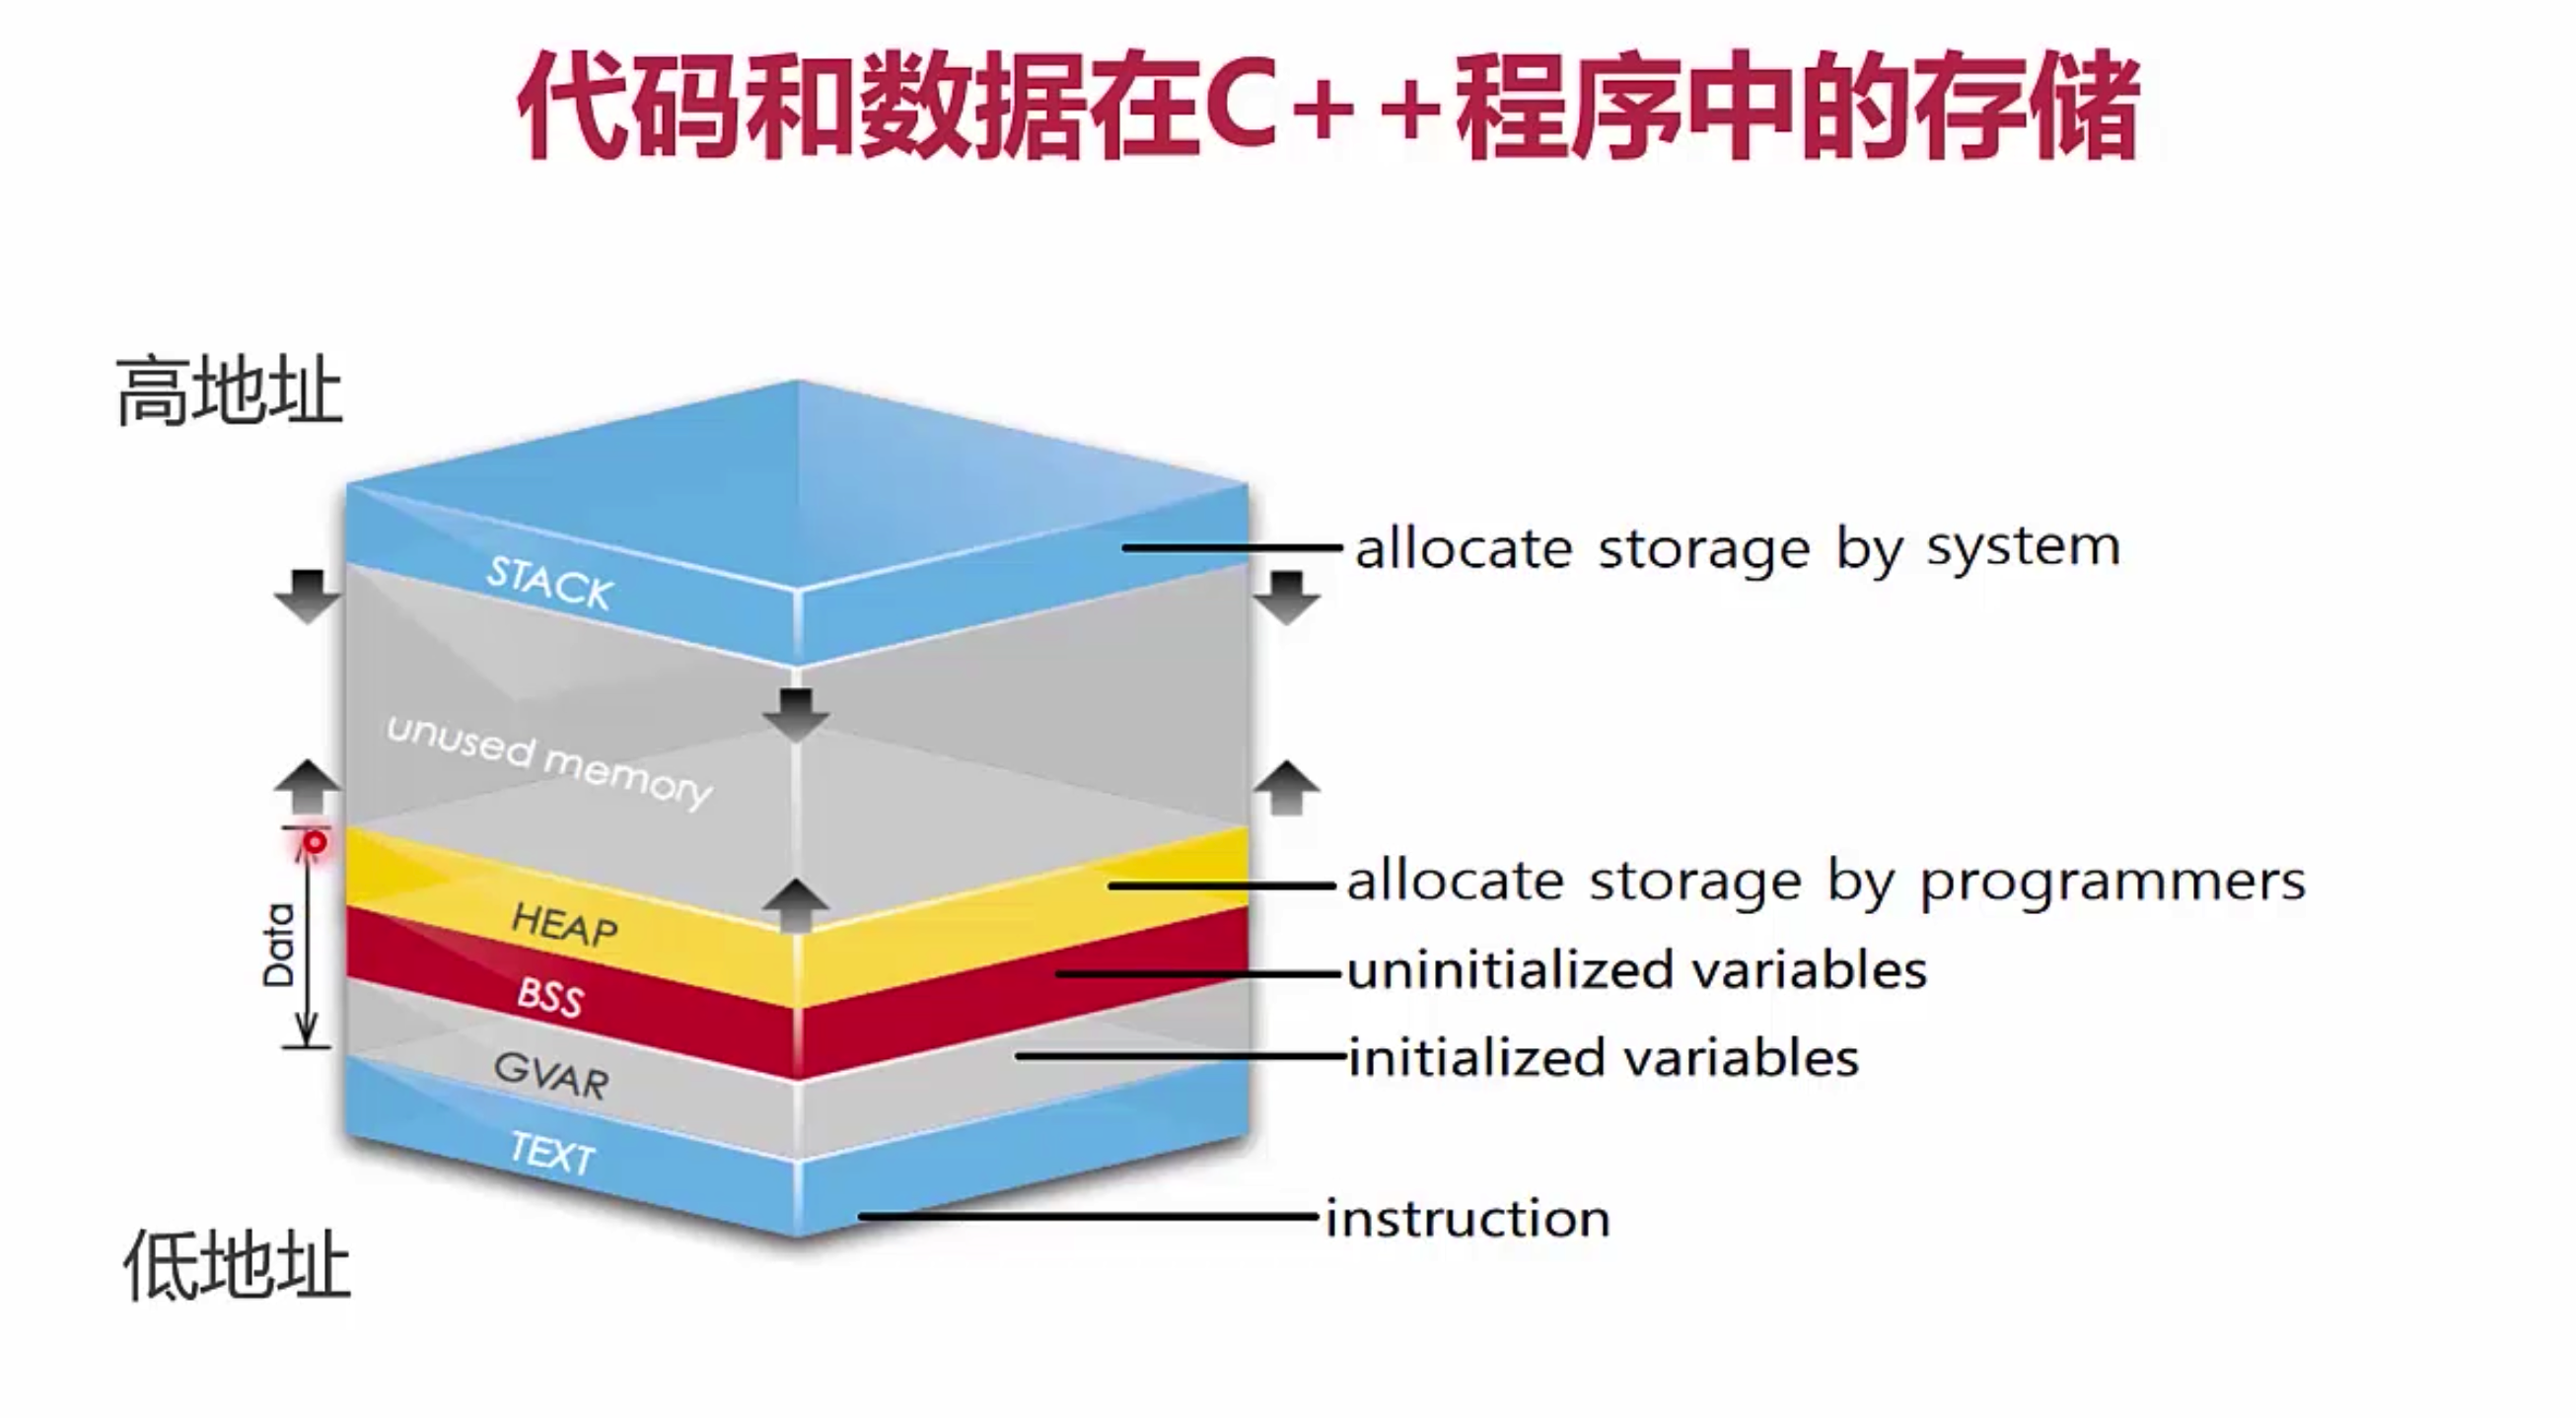 代码和数据在C++程序中的存储
高地址
STACK
allocate storage by system
unused memory
Data
HEAP
allocate storage by programmers
BSS
uninitialized variables
GVAR
initialized variables
TEXT
instruction
低地址